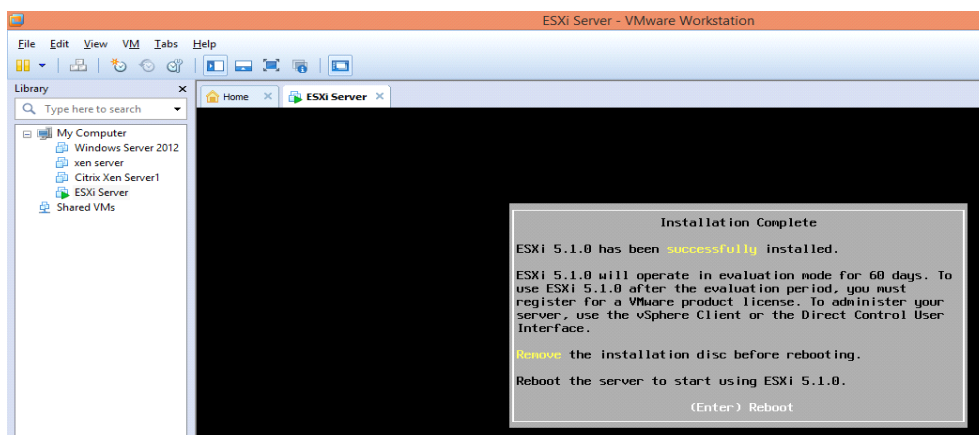 ESXi Server - VMware Workstation
File Edit View VM Tabs Help
Library
Type here to search
Home
ESXi Server
My Computer
Windows Server 2012
xen server
Citrix Xen Server1
ESXi Server
Shared VMs
Installation Complete
ESXi 5.1.0 has been successfully installed.
ESXi 5.1.0 will operate in evaluation mode for 60 days. To
use ESXi 5.1.0 after the evaluation period, you must
register for a VMware product license. To administer your
server, use the vSphere Client or the Direct Control User
Interface.
Remove the installation disc before rebooting.
Reboot the server to start using ESXi 5.1.0.
(Enter) Reboot